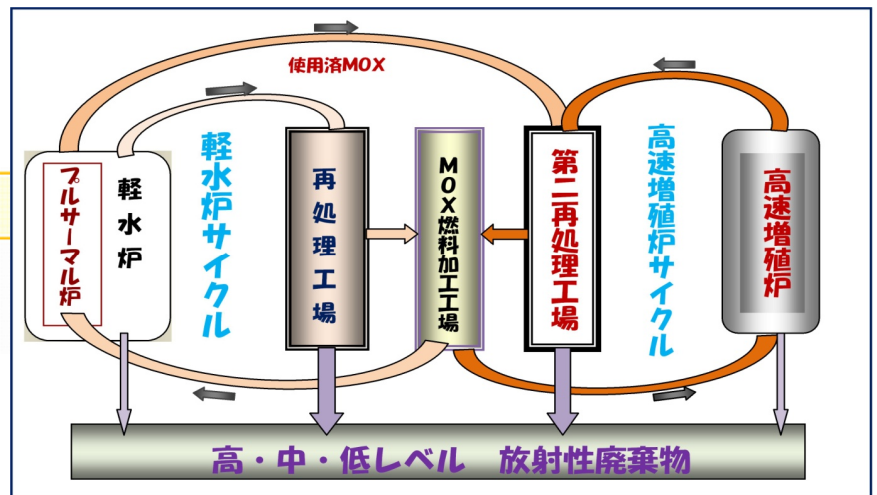 使用済MOX
プルサーマル炉
軽水炉
軽水炉サイクル
再処理工場
MOX燃料加工工場
第二再処理工場
高速増殖炉サイクル
高速増殖炉
高・中・低レベル 放射性廃棄物